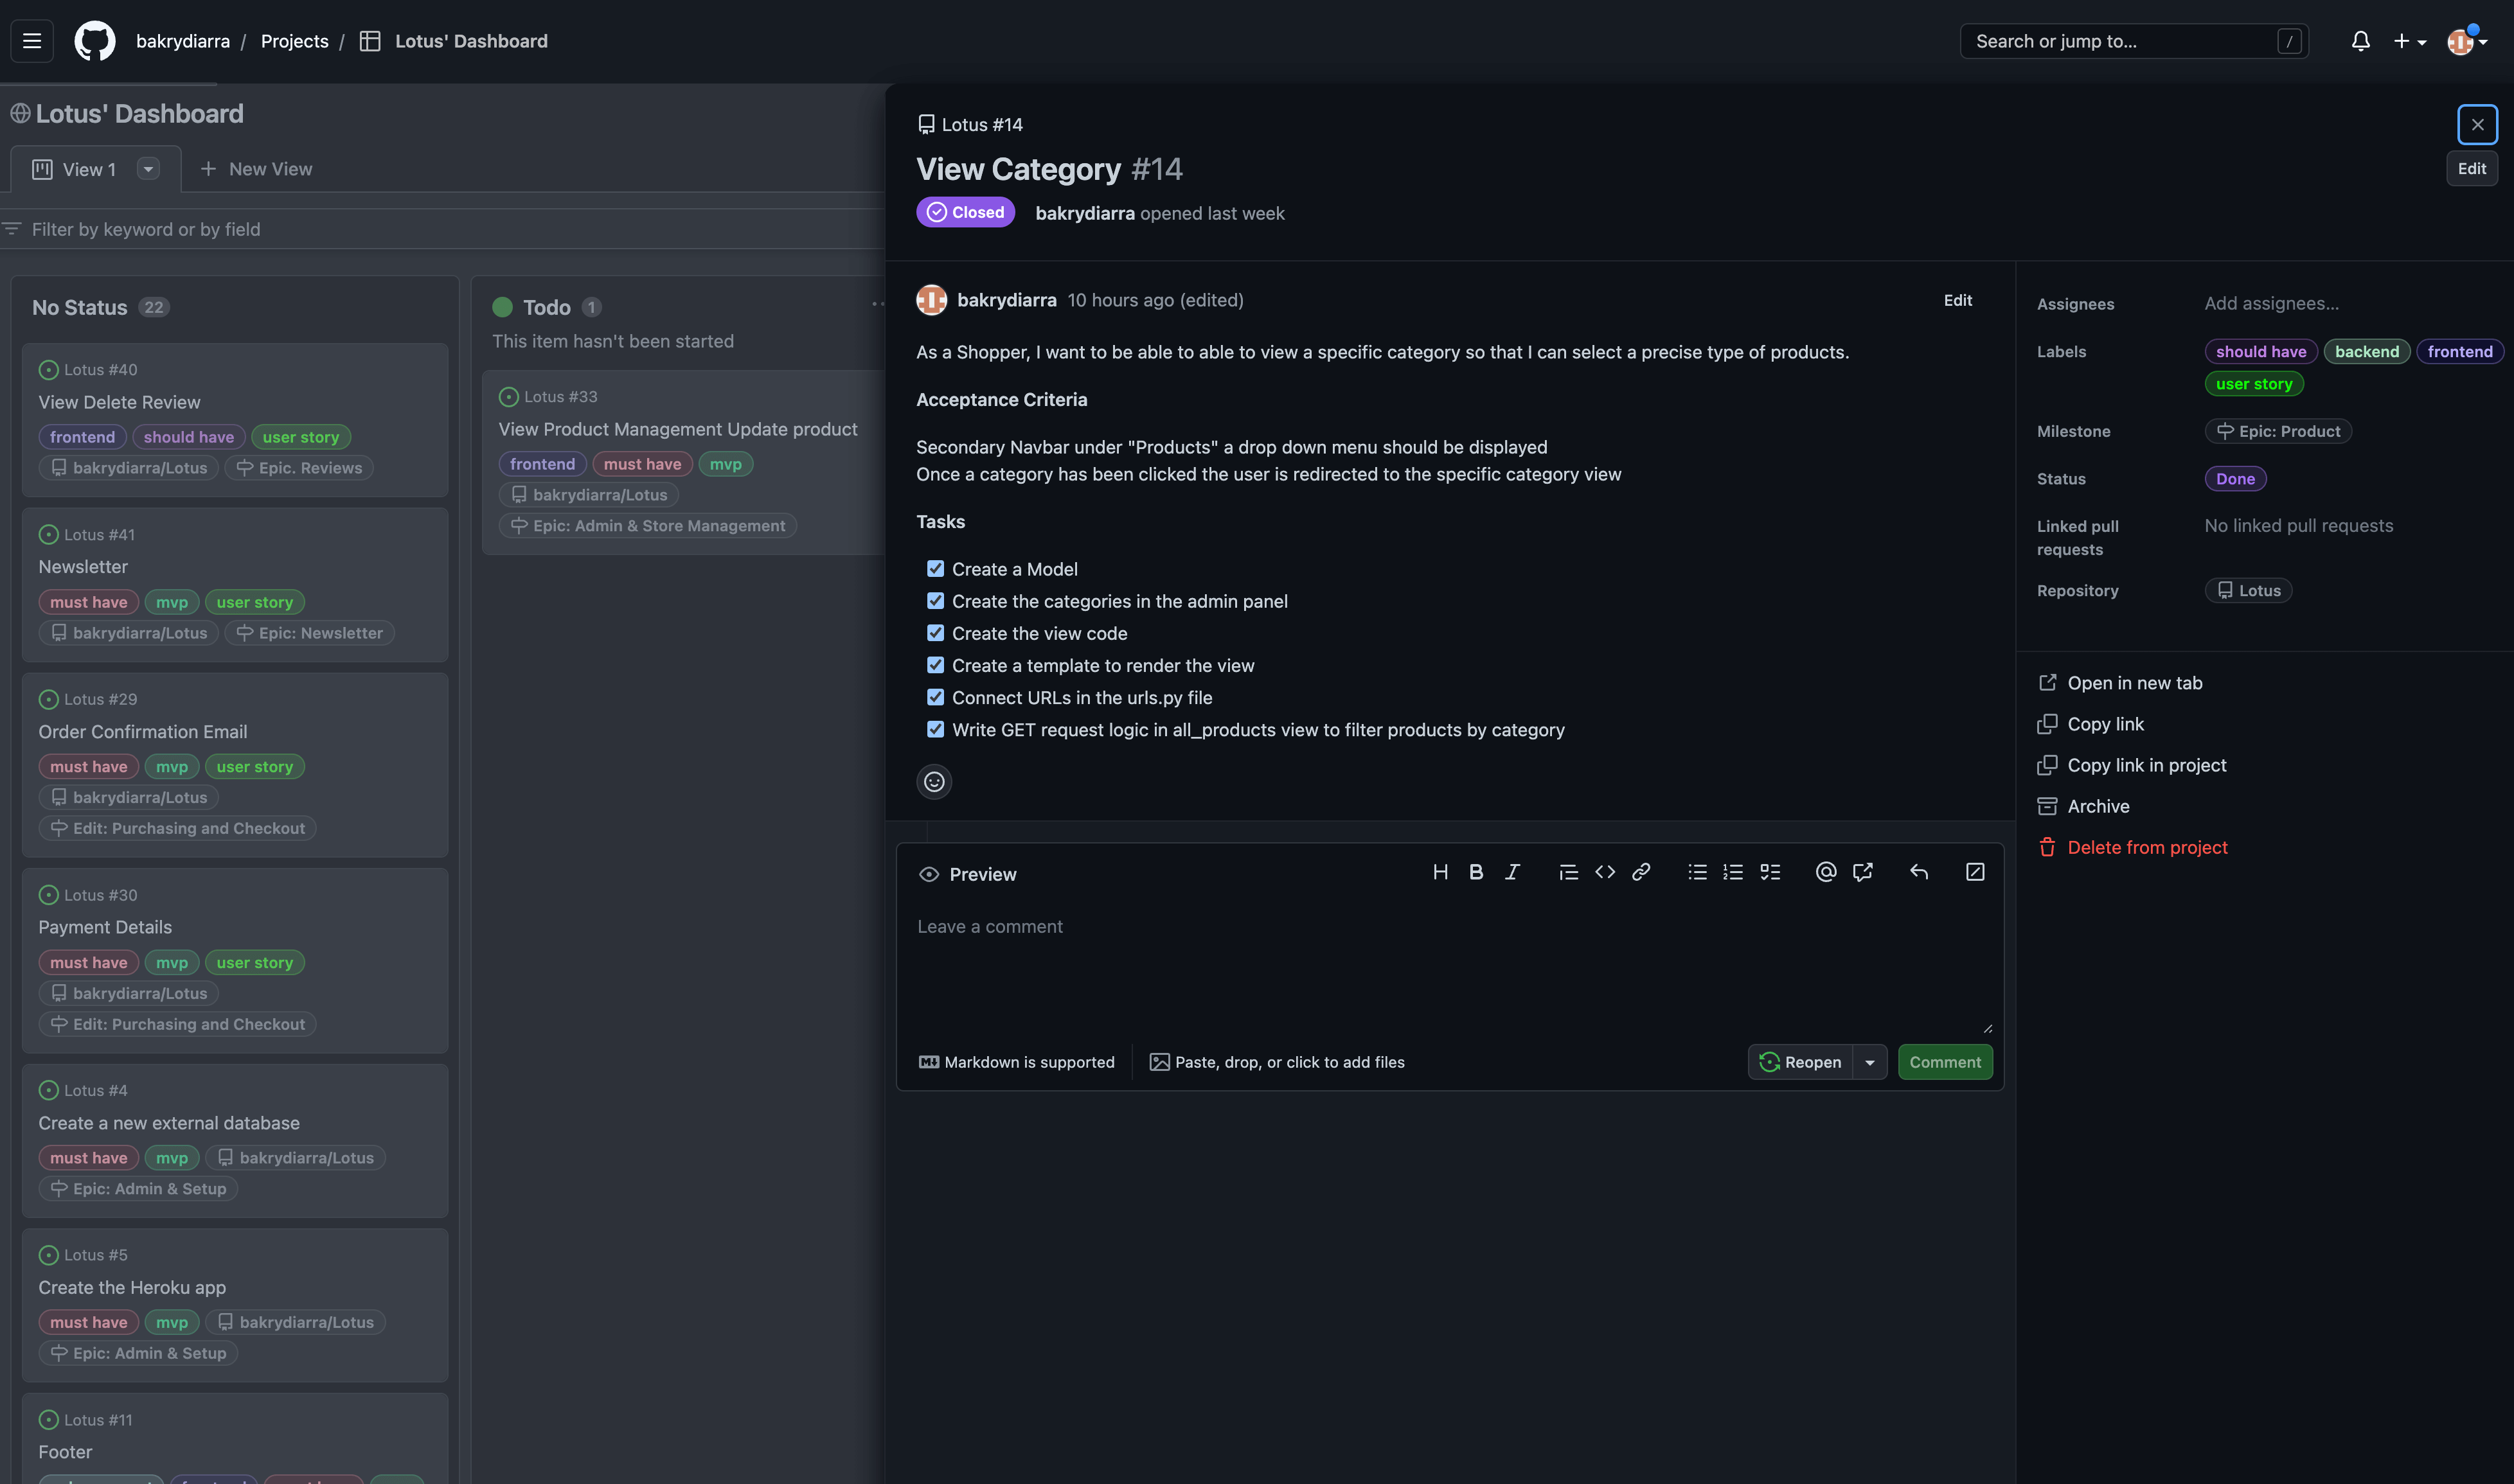 bakrydiarra / Projects / Lotus' Dashboard
Search or jump to... /
Lotus' Dashboard
View 1
New View
Filter by keyword or by field
No Status 22
Lotus #40
View Delete Review
frontend should have user story
bakrydiarra/Lotus Epic. Reviews
Lotus #41
Newsletter
must have mvp user story
bakrydiarra/Lotus Epic: Newsletter
Lotus #29
Order Confirmation Email
must have mvp user story
bakrydiarra/Lotus
Edit: Purchasing and Checkout
Lotus #30
Payment Details
must have mvp user story
bakrydiarra/Lotus
Edit: Purchasing and Checkout
Lotus #4
Create a new external database
must have mvp bakrydiarra/Lotus
Epic: Admin & Setup
Lotus #5
Create the Heroku app
must have mvp bakrydiarra/Lotus
Epic: Admin & Setup
Lotus #11
Footer
Todo 1
This item hasn't been started
Lotus #33
View Product Management Update product
frontend must have mvp
bakrydiarra/Lotus
Epic: Admin & Store Management
Lotus #14
View Category #14
Edit
Closed bakrydiarra opened last week
bakrydiarra 10 hours ago (edited)
Edit
As a Shopper, I want to be able to able to view a specific category so that I can select a precise type of products.
Acceptance Criteria
Secondary Navbar under "Products" a drop down menu should be displayed
Once a category has been clicked the user is redirected to the specific category view
Tasks
Create a Model
Create the categories in the admin panel
Create the view code
Create a template to render the view
Connect URLs in the urls.py file
Write GET request logic in all_products view to filter products by category
Preview
H B I
Leave a comment
Markdown is supported
Paste, drop, or click to add files
Reopen
Comment
Assignees Add assignees...
Labels should have backend frontend
user story
Milestone Epic: Product
Status Done
Linked pull No linked pull requests
requests
Repository Lotus
Open in new tab
Copy link
Copy link in project
Archive
Delete from project